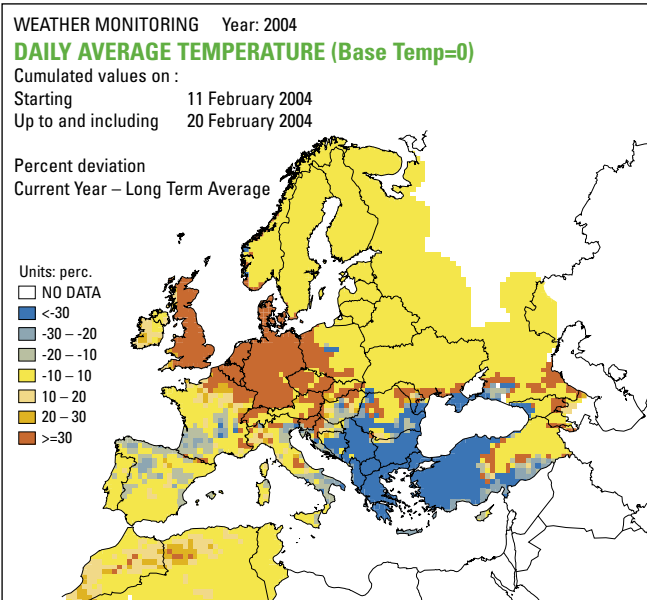 WEATHER MONITORING Year: 2004
DAILY AVERAGE TEMPERATURE (Base Temp=0)
Cumulated values on :
Starting 11 February 2004
Up to and including 20 February 2004
Percent deviation
Current Year – Long Term Average
Units: perc.
NO DATA
<-30
-30 – -20
-20 – -10
-10 – 10
10 – 20
20 – 30
>=30